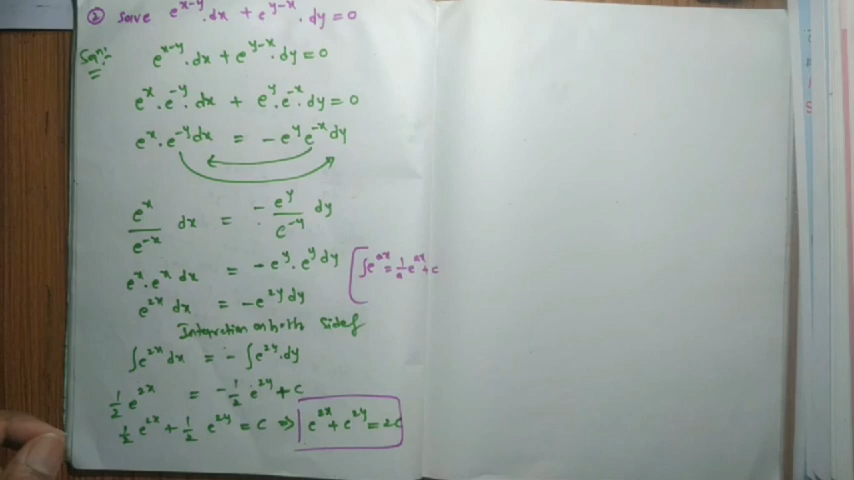 ② Solve e^{x-y}.dx + e^{y-x}.dy = 0
Soln:-
e^{x-y}.dx + e^{y-x}.dy = 0
e^x.e^{-y}.dx + e^y.e^{-x}.dy = 0
e^x.e^{-y}dx = -e^y e^{-x}dy
e^x/e^{-x} dx = -e^y/e^{-y} dy
e^x.e^x dx = -e^y.e^y dy [∫e^{ax} = 1/a e^{ax} + c
e^{2x} dx = -e^{2y} dy
on both sides
∫e^{2x} dx = -∫e^{2y}.dy
1/2 e^{2x} = -1/2 e^{2y} + c
1/2 e^{2x} + 1/2 e^{2y} = c ⇒ e^{2x} + e^{2y} = 2c